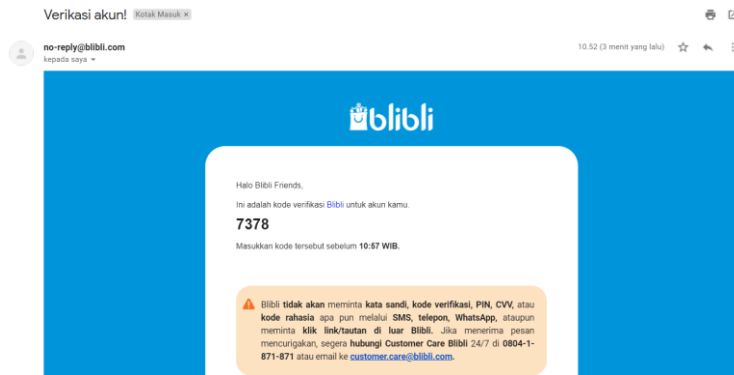 Verikasi akun! Kotak Masuk ×
no-reply@blibli.com 10.52 (3 menit yang lalu)
kepada saya
blibli
Halo Blibli Friends,
Ini adalah kode verifikasi Blibli untuk akun kamu.
7378
Masukkan kode tersebut sebelum 10:57 WIB.
Blibli tidak akan meminta kata sandi, kode verifikasi, PIN, CVV, atau
kode rahasia apa pun melalui SMS, telepon, WhatsApp, ataupun
meminta klik link/tautan di luar Blibli. Jika menerima pesan
mencurigakan, segera hubungi Customer Care Blibli 24/7 di 0804-1-
871-871 atau email ke customer.care@blibli.com.